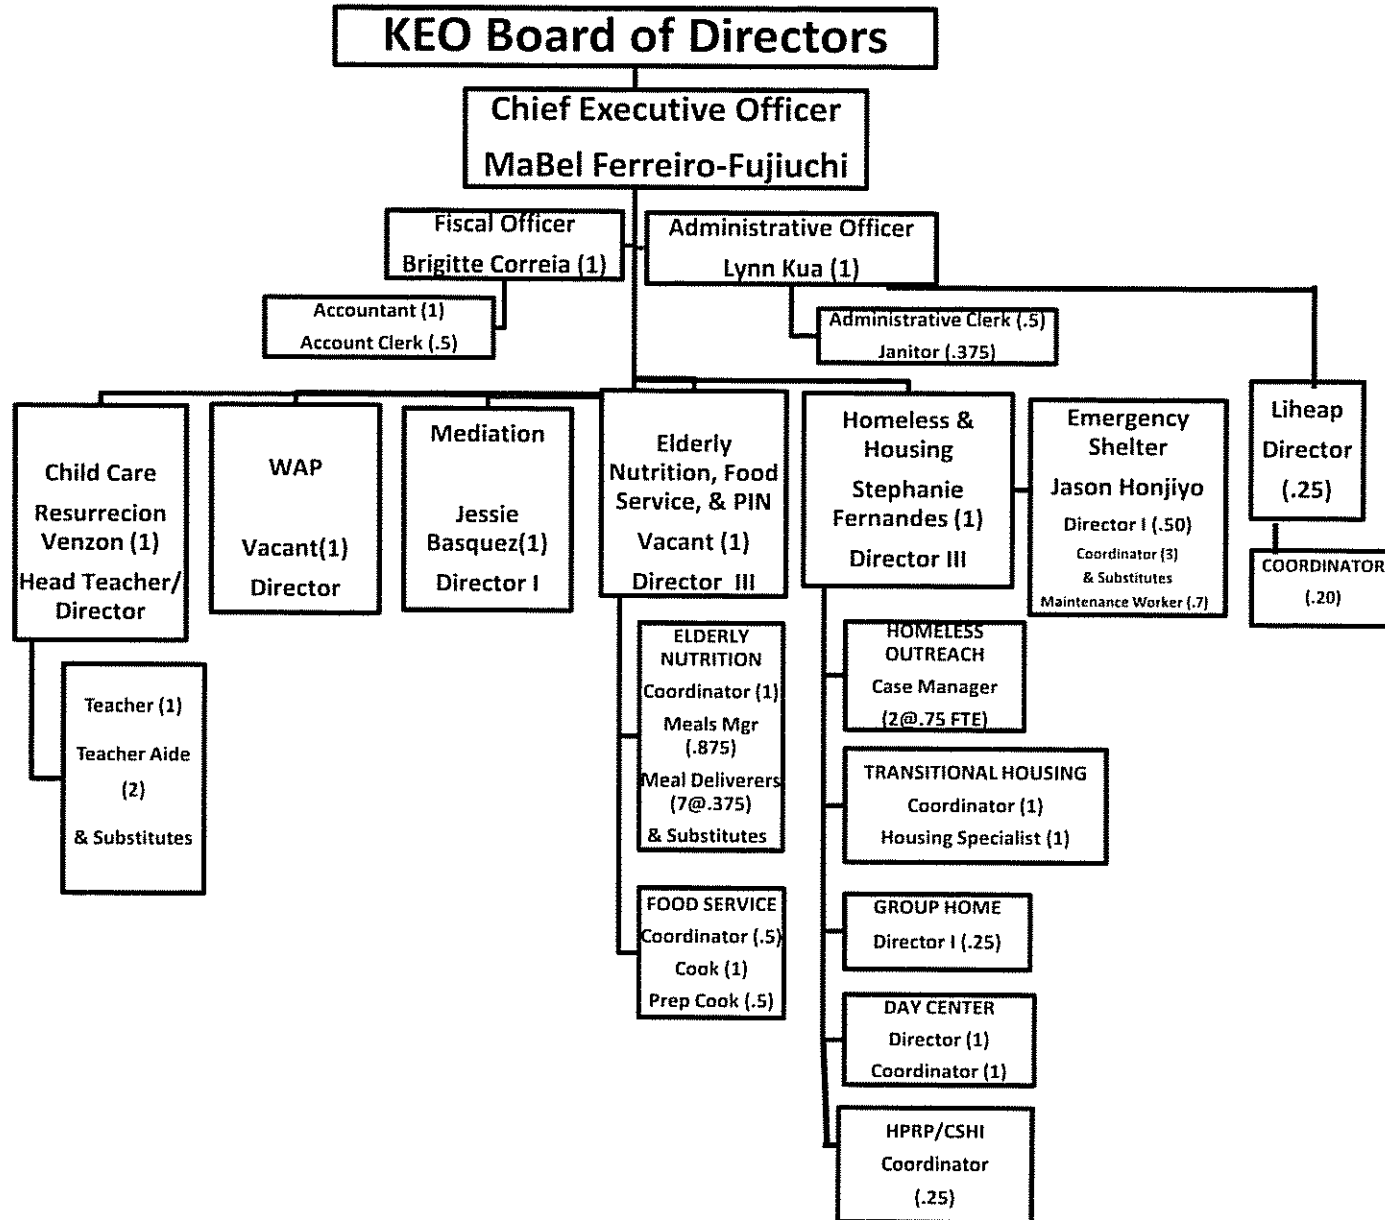 KEO Board of Directors
Chief Executive Officer
MaBel Ferreiro-Fujiuchi
Fiscal Officer
Brigitte Correia (1)
Administrative Officer
Lynn Kua (1)
Accountant (1)
Account Clerk (.5)
Administrative Clerk (.5)
Janitor (.375)
Child Care
Resurrecion
Venzon (1)
Head Teacher/
Director
WAP
Vacant(1)
Director
Mediation
Jessie
Basquez(1)
Director I
Elderly
Nutrition, Food
Service, & PIN
Vacant (1)
Director III
Homeless &
Housing
Stephanie
Fernandes (1)
Director III
Emergency
Shelter
Jason Honjiyo
Director I (.50)
Coordinator (3)
& Substitutes
Maintenance Worker (.7)
Liheap
Director
(.25)
COORDINATOR
(.20)
Teacher (1)
Teacher Aide
(2)
& Substitutes
ELDERLY
NUTRITION
Coordinator (1)
Meals Mgr
(.875)
Meal Deliverers
(7@.375)
& Substitutes
FOOD SERVICE
Coordinator (.5)
Cook (1)
Prep Cook (.5)
HOMELESS
OUTREACH
Case Manager
(2@.75 FTE)
TRANSITIONAL HOUSING
Coordinator (1)
Housing Specialist (1)
GROUP HOME
Director I (.25)
DAY CENTER
Director (1)
Coordinator (1)
HPRP/CSHI
Coordinator
(.25)